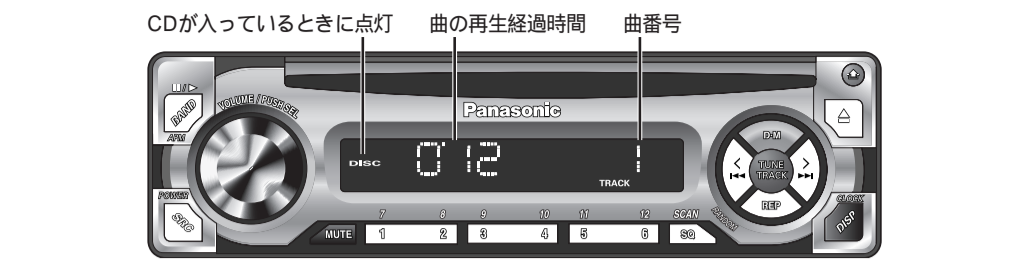 CDが入っているときに点灯 曲の再生経過時間 曲番号
VOLUME / PUSH SEL
BAND
APM
Panasonic
D·M
DISC 0'12 1
TUNE
TRACK
TRACK
REP
POWER
SRC
RANDOM
CLOCK
DISP
7 8 9 10 11 12 SCAN
MUTE 1 2 3 4 5 6 SQ